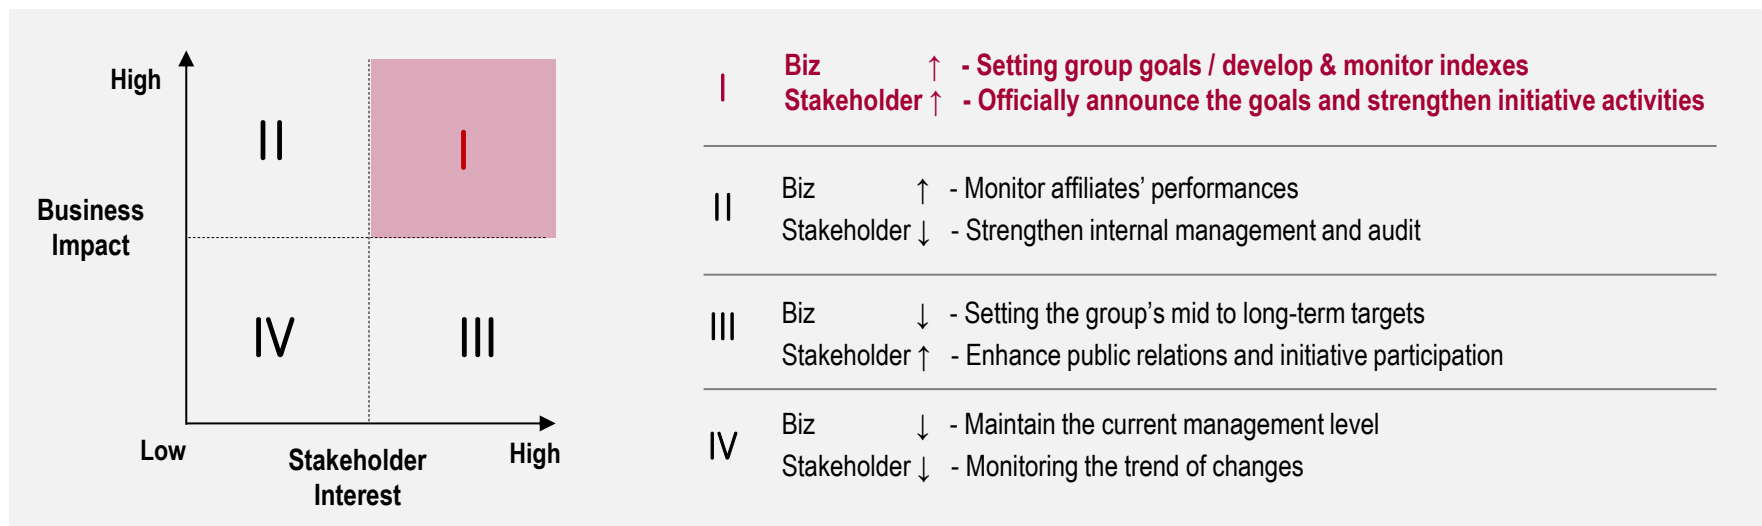 High
Business
Impact
II
I
IV
III
Low
Stakeholder
Interest
High
I
Biz ↑ - Setting group goals / develop & monitor indexes
Stakeholder ↑ - Officially announce the goals and strengthen initiative activities
II
Biz ↑ - Monitor affiliates’ performances
Stakeholder ↓ - Strengthen internal management and audit
III
Biz ↓ - Setting the group’s mid to long-term targets
Stakeholder ↑ - Enhance public relations and initiative participation
IV
Biz ↓ - Maintain the current management level
Stakeholder ↓ - Monitoring the trend of changes